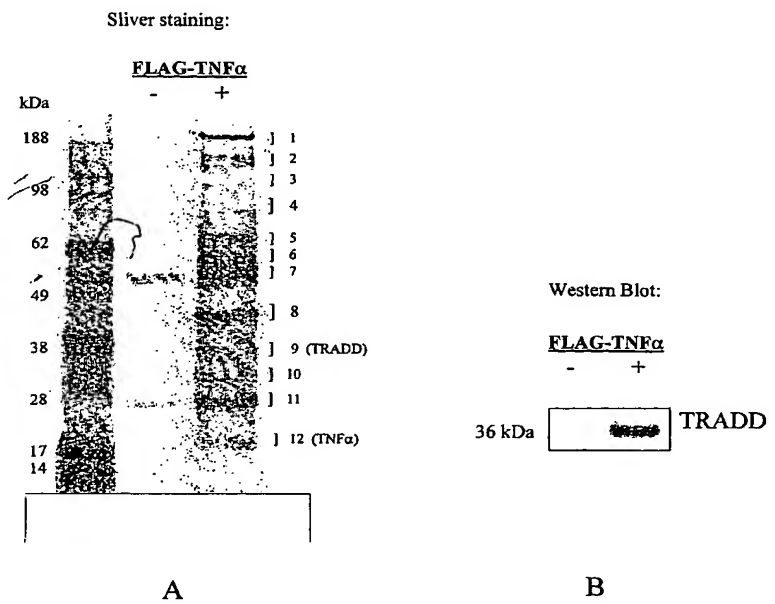 Sliver staining:
FLAG-TNFα
- +
kDa
188
98
62
49
38
28
17
14
] 1
] 2
] 3
] 4
] 5
] 6
] 7
] 8
] 9 (TRADD)
] 10
] 11
] 12 (TNFα)
A
Western Blot:
FLAG-TNFα
- +
36 kDa
TRADD
B